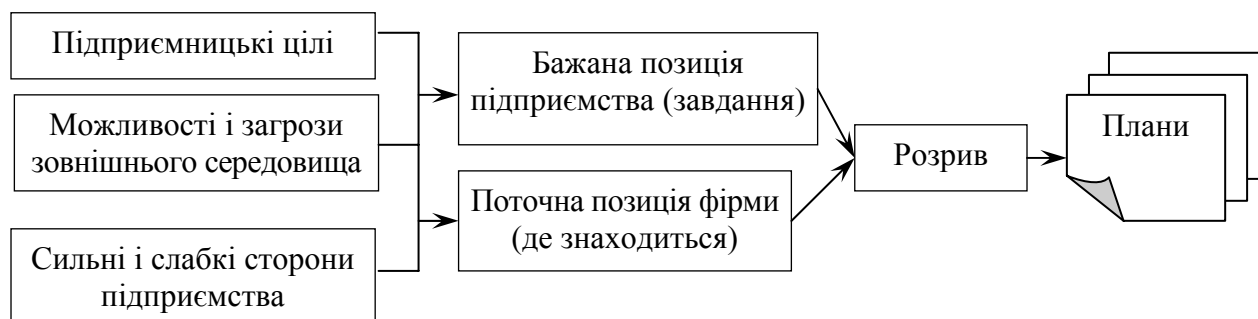 Підприємницькі цілі
Можливості і загрози
зовнішнього середовища
Сильні і слабкі сторони
підприємства
Бажана позиція
підприємства (завдання)
Поточна позиція фірми
(де знаходиться)
Розрив
Плани